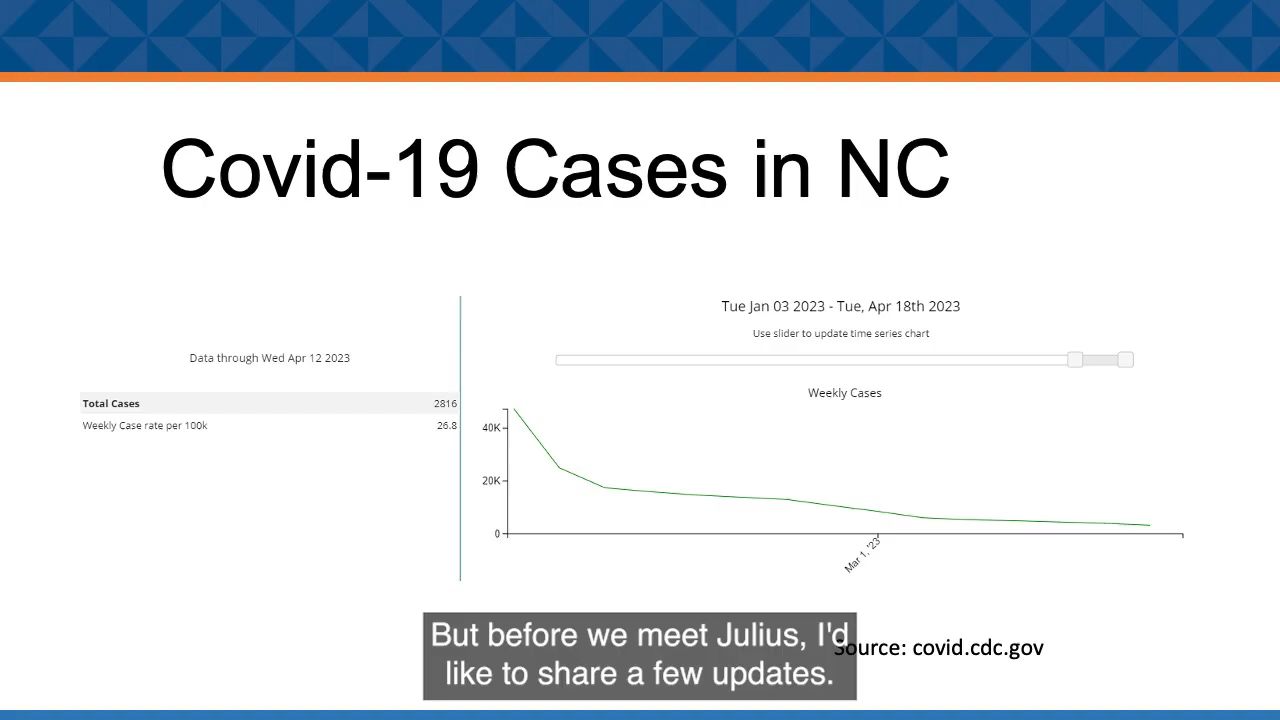 Covid-19 Cases in NC
Data through Wed Apr 12 2023
Total Cases 2816
Weekly Case rate per 100k 26.8
Tue Jan 03 2023 - Tue, Apr 18th 2023
Use slider to update time series chart
Weekly Cases
40K
20K
0
Mar 1, '23
But before we meet Julius, I'd
like to share a few updates.
Source: covid.cdc.gov